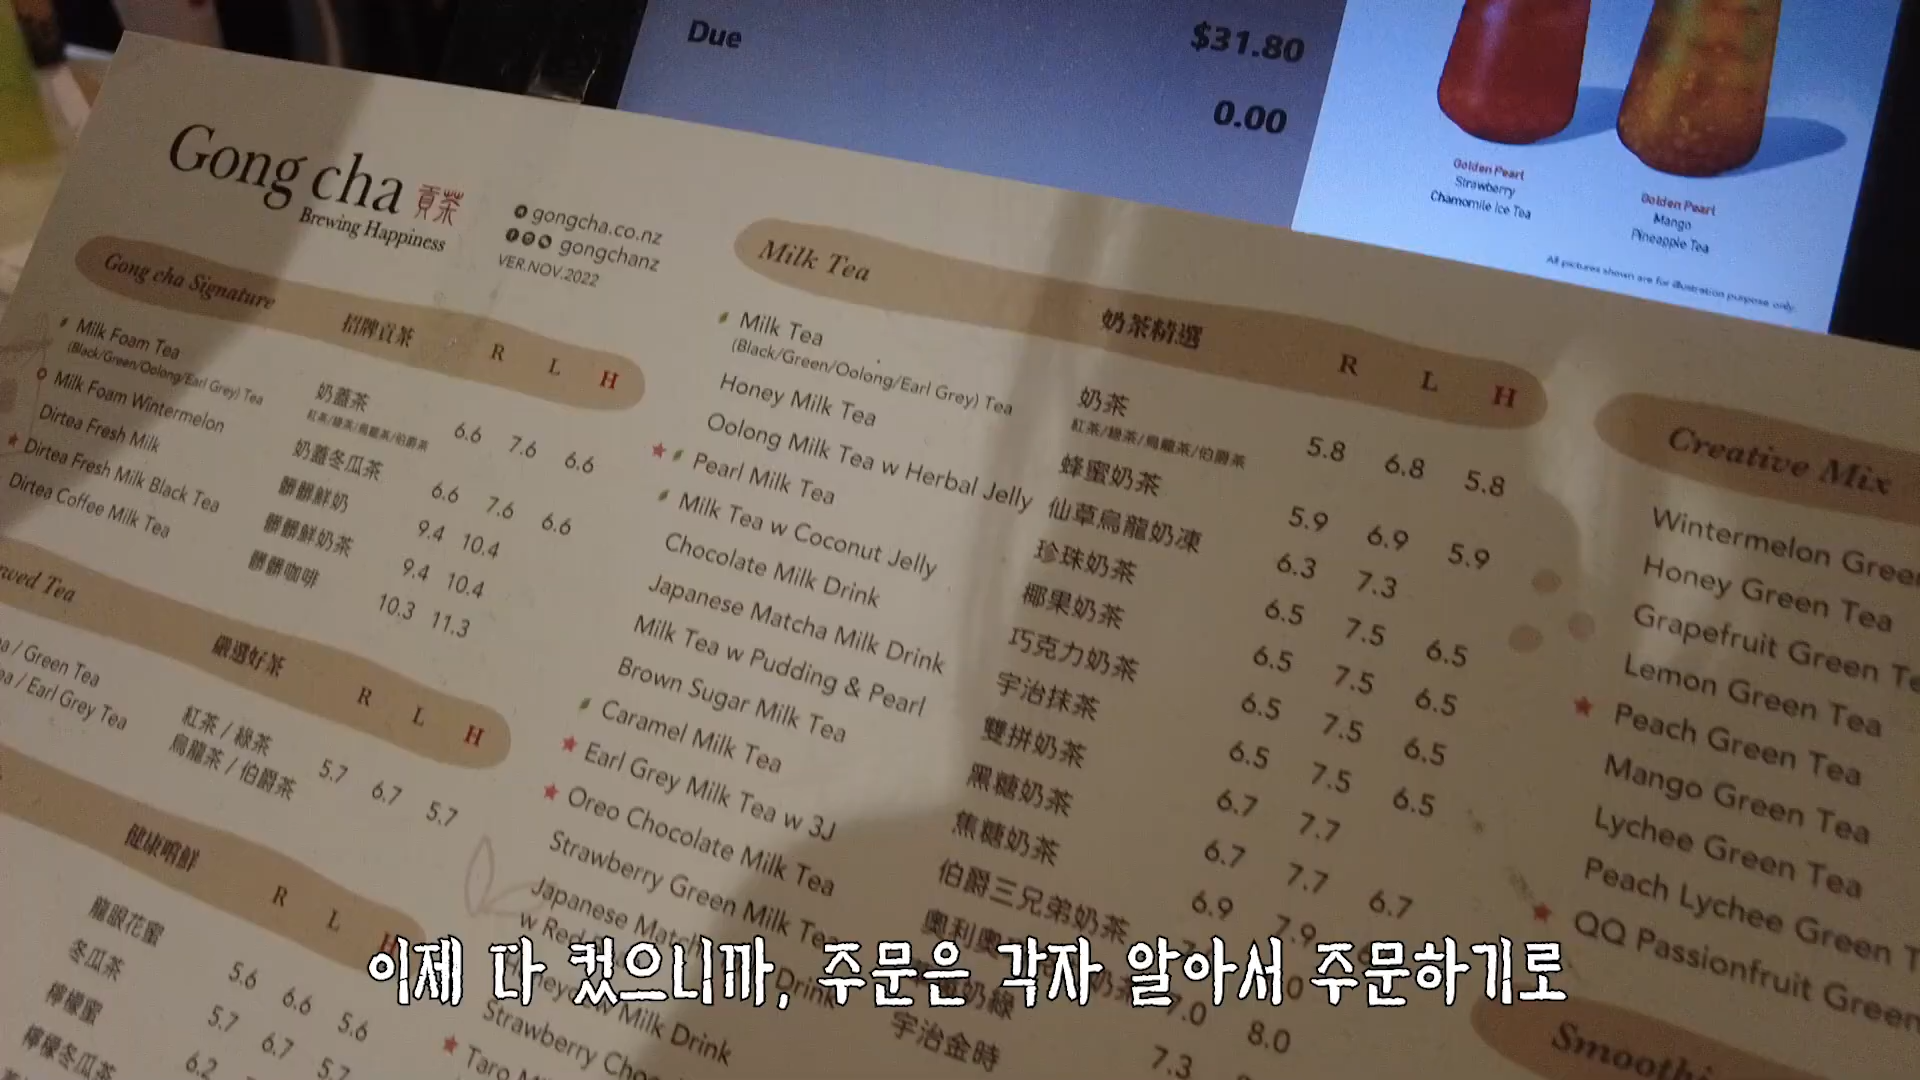 Due $31.80
0.00
Golden Pearl
Strawberry
Chamomile Ice Tea
Golden Pearl
Mango
Pineapple Tea
All pictures shown are for illustration purpose only.
Gong cha 貢茶
Brewing Happiness
gongcha.co.nz
gongchanz
VER.NOV.2022
Gong cha Signature 招牌貢茶 R L H
Milk Foam Tea 奶蓋茶 6.6 7.6 6.6
(Black/Green/Oolong/Earl Grey) Tea 紅茶/綠茶/烏龍茶/伯爵茶
Milk Foam Wintermelon 奶蓋冬瓜茶 6.6 7.6 6.6
Dirtea Fresh Milk 髒髒鮮奶 9.4 10.4
Dirtea Fresh Milk Black Tea 髒髒鮮奶茶 9.4 10.4
Dirtea Coffee Milk Tea 髒髒咖啡 10.3 11.3
Tea 嚴選好茶 R L H
/ Green Tea 紅茶 / 綠茶 5.7 6.7 5.7
/ Earl Grey Tea 烏龍茶 / 伯爵茶
健康嚐鮮 R L H
龍眼花蜜 5.6 6.6 5.6
冬瓜茶 5.7 6.7 5.7
檸檬蜜 6.2
檸檬冬瓜茶
Milk Tea 奶茶精選 R L H
Milk Tea 奶茶 5.8 6.8 5.8
(Black/Green/Oolong/Earl Grey) Tea 紅茶/綠茶/烏龍茶/伯爵茶
Honey Milk Tea 蜂蜜奶茶 5.9 6.9 5.9
Oolong Milk Tea w Herbal Jelly 仙草烏龍奶凍 6.3 7.3
Pearl Milk Tea 珍珠奶茶 6.5 7.5 6.5
Milk Tea w Coconut Jelly 椰果奶茶 6.5 7.5 6.5
Chocolate Milk Drink 巧克力奶茶 6.5 7.5 6.5
Japanese Matcha Milk Drink 宇治抹茶 6.5 7.5 6.5
Milk Tea w Pudding & Pearl 雙拼奶茶 6.7 7.7
Brown Sugar Milk Tea 黑糖奶茶 6.7 7.7 6.7
Caramel Milk Tea 焦糖奶茶 6.9 7.9
Earl Grey Milk Tea w 3J 伯爵三兄弟奶茶
Oreo Chocolate Milk Tea 奧利奧
Strawberry Green Milk Tea 7.0 8.0
Japanese Matcha Drink 宇治金時 7.3
w Red
Honeydew Milk Drink
Strawberry
Taro
Creative Mix
Wintermelon Green
Honey Green Tea
Grapefruit Green
Lemon Green Tea
Peach Green Tea
Mango Green Tea
Lychee Green Tea
Peach Lychee Green
QQ Passionfruit Green
이제 다 컸으니까, 주문은 각자 알아서 주문하기로